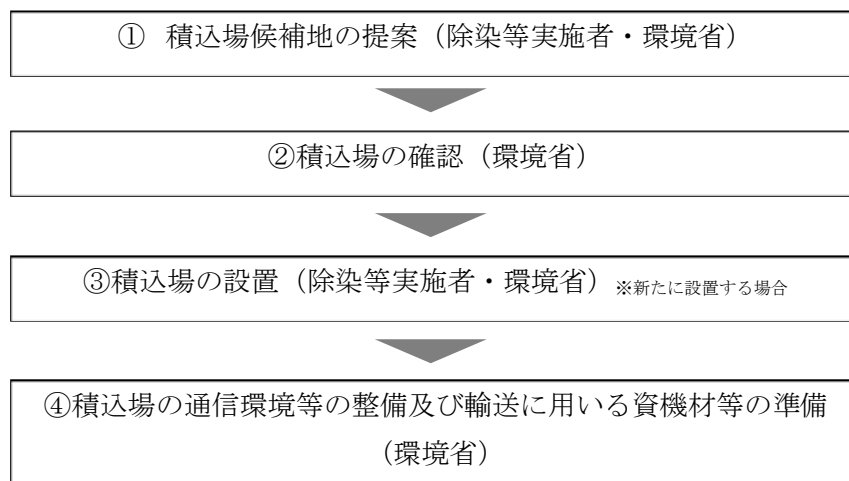 ① 積込場候補地の提案（除染等実施者・環境省）
②積込場の確認（環境省）
③積込場の設置（除染等実施者・環境省）※新たに設置する場合
④積込場の通信環境等の整備及び輸送に用いる資機材等の準備
（環境省）